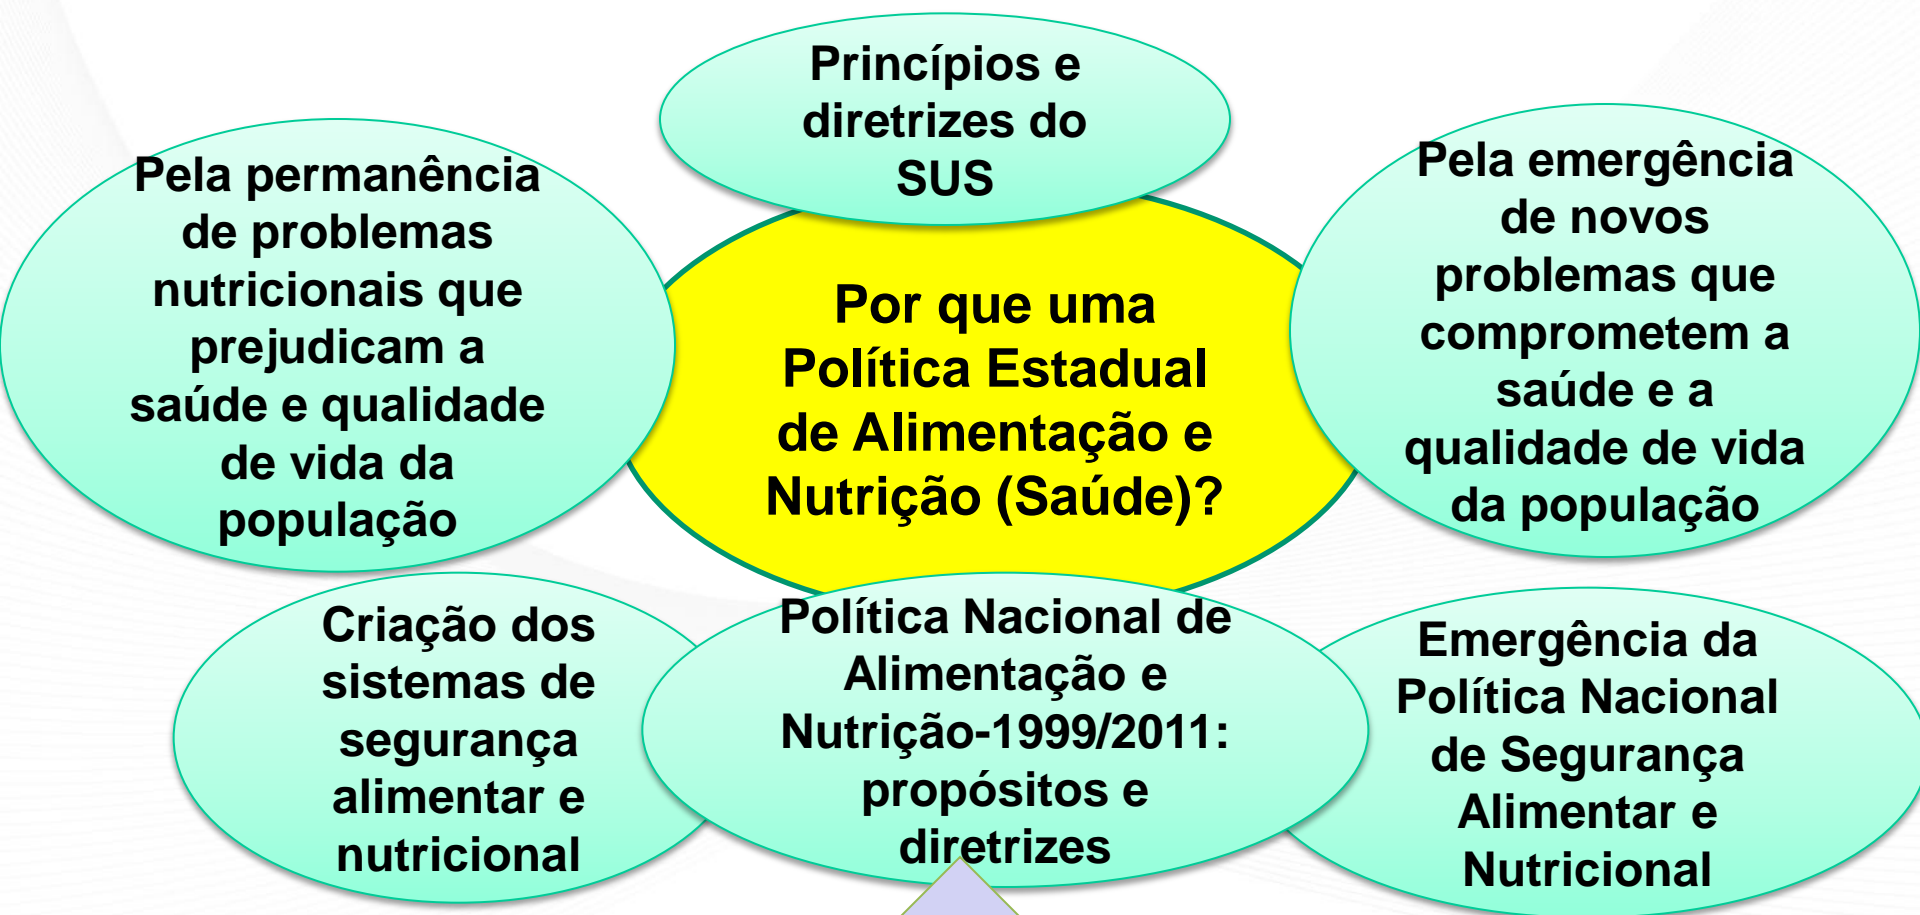 Princípios e
diretrizes do
SUS
Pela permanência
de problemas
nutricionais que
prejudicam a
saúde e qualidade
de vida da
população
Por que uma
Política Estadual
de Alimentação e
Nutrição (Saúde)?
Pela emergência
de novos
problemas que
comprometem a
saúde e a
qualidade de vida
da população
Criação dos
sistemas de
segurança
alimentar e
nutricional
Política Nacional de
Alimentação e
Nutrição-1999/2011:
propósitos e
diretrizes
Emergência da
Política Nacional
de Segurança
Alimentar e
Nutricional